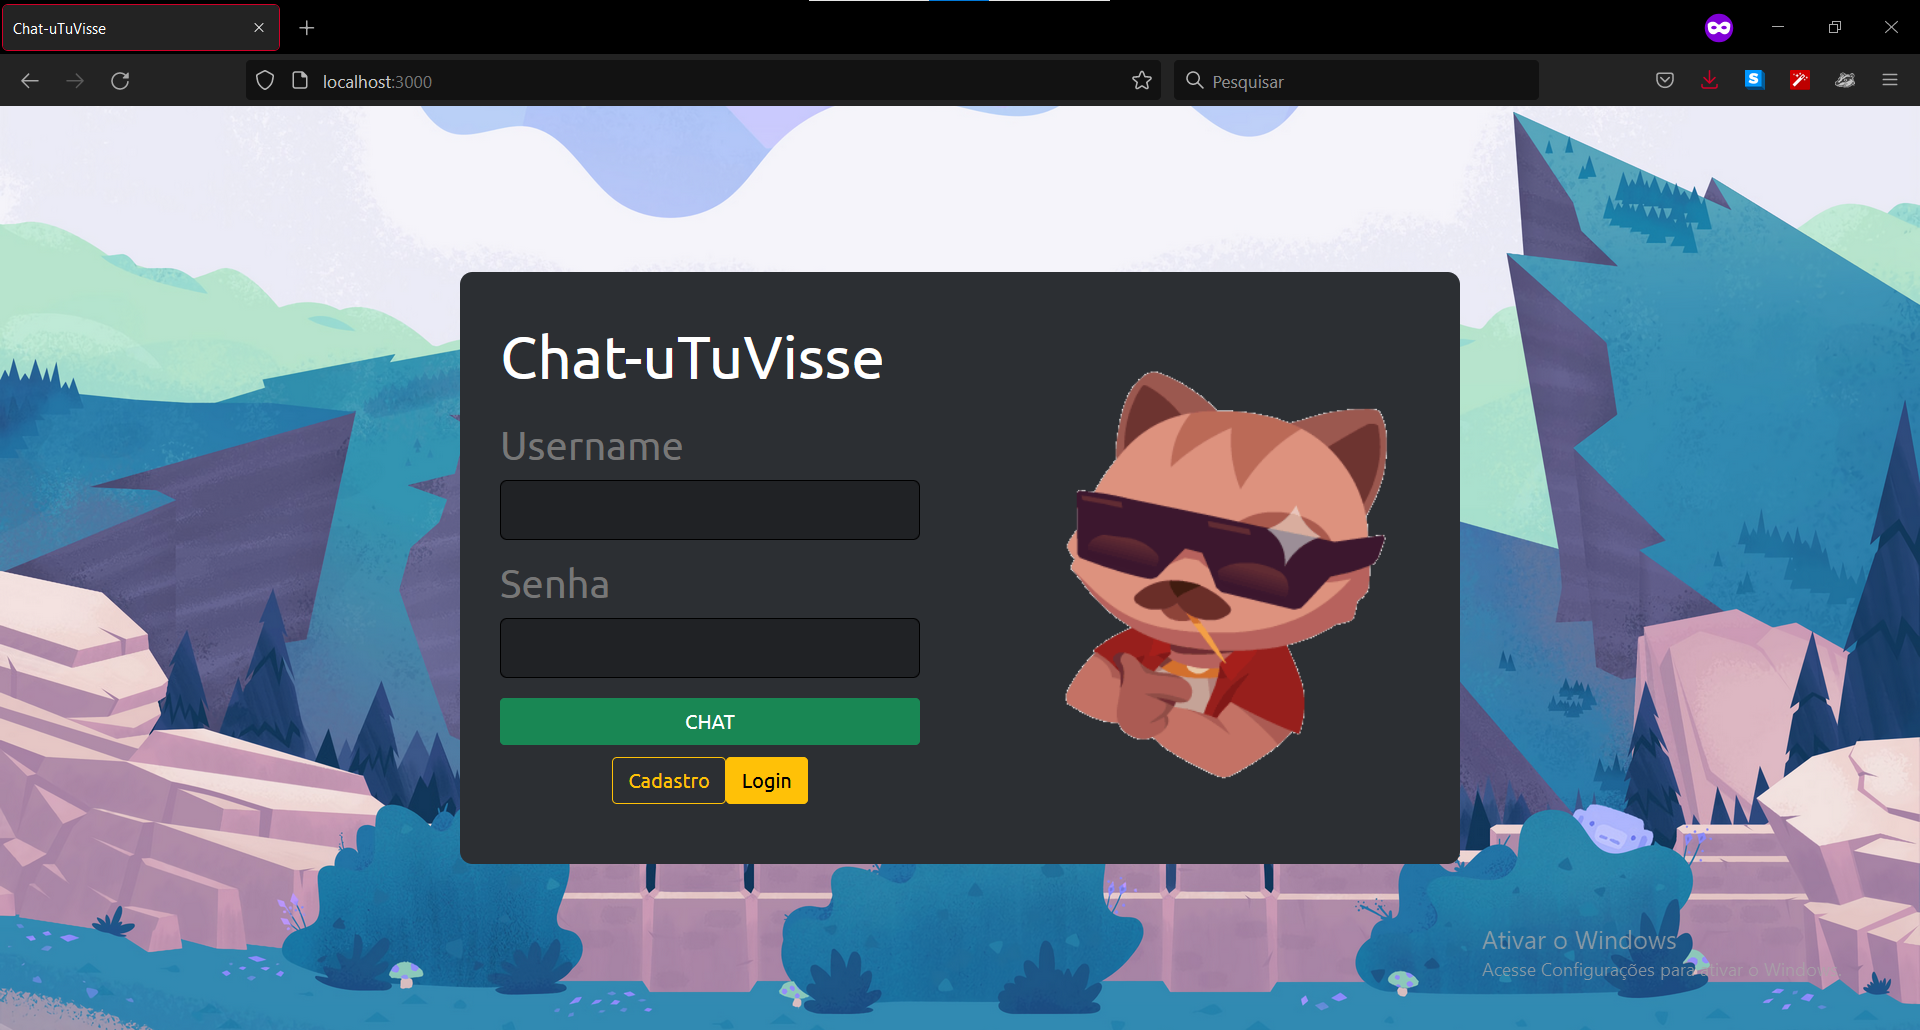 Chat-uTuVisse
localhost:3000
Pesquisar
S
Chat-uTuVisse
Username
Senha
CHAT
Cadastro
Login
Ativar o Windows
Acesse Configurações para ativar o Windows